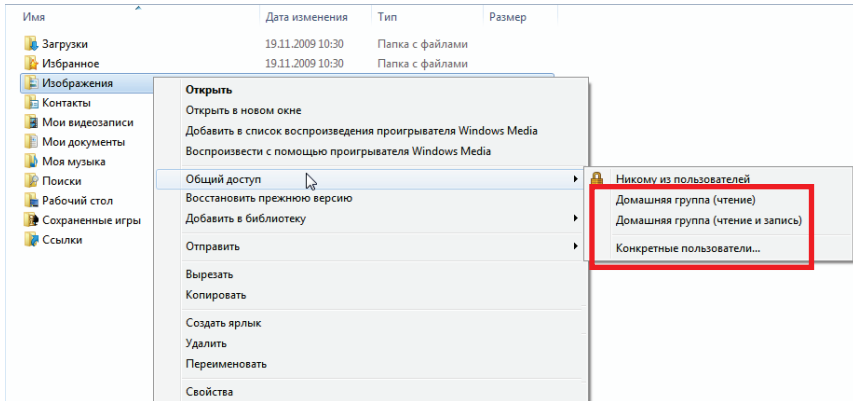 Имя Дата изменения Тип Размер
Загрузки 19.11.2009 10:30 Папка с файлами
Избранное 19.11.2009 10:30 Папка с файлами
Изображения
Контакты
Мои видеозаписи
Мои документы
Моя музыка
Поиски
Рабочий стол
Сохраненные игры
Ссылки
Открыть
Открыть в новом окне
Добавить в список воспроизведения проигрывателя Windows Media
Воспроизвести с помощью проигрывателя Windows Media
Общий доступ
Восстановить прежнюю версию
Добавить в библиотеку
Отправить
Вырезать
Копировать
Создать ярлык
Удалить
Переименовать
Свойства
Никому из пользователей
Домашняя группа (чтение)
Домашняя группа (чтение и запись)
Конкретные пользователи...